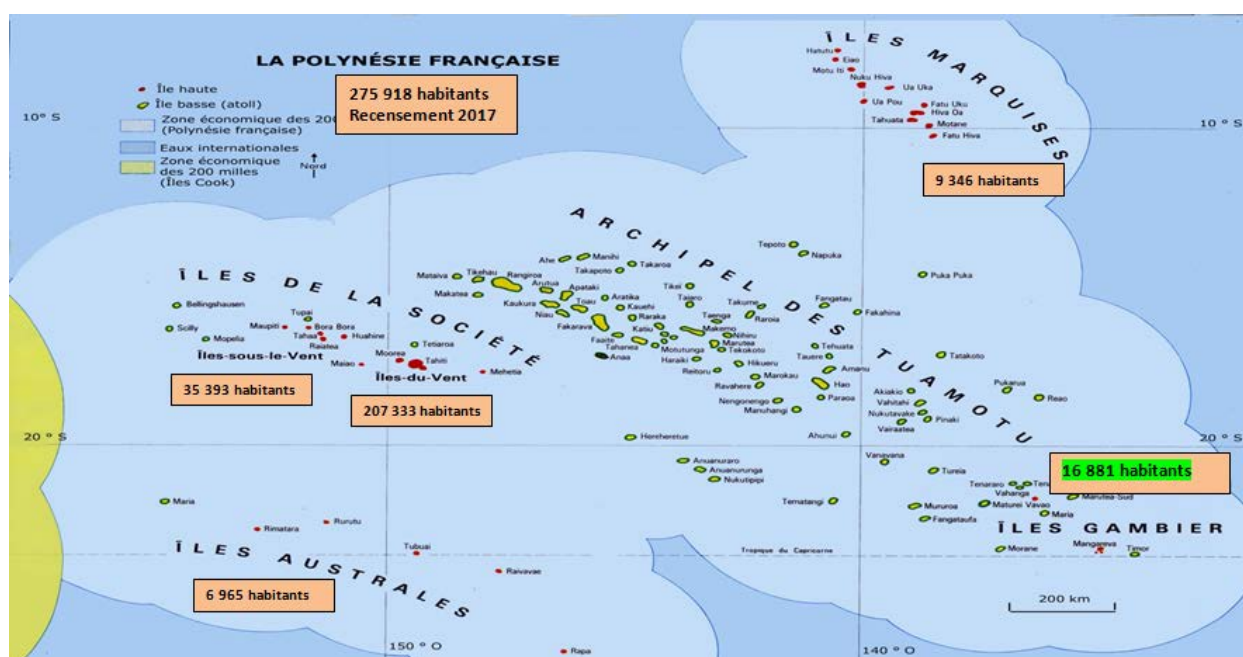 LA POLYNÉSIE FRANÇAISE
Île haute
Île basse (atoll)
Zone économique des 200
(Polynésie française)
Eaux internationales
Zone économique
des 200 milles
(Îles Cook)
Nord
275 918 habitants
Recensement 2017
10° S
10° S
ÎLES MARQUISES
Hatutu
Eiao
Motu Iti
Nuku Hiva
Ua Uka
Ua Pou
Fatu Uku
Hiva Oa
Tahuata
Motane
Fatu Hiva
9 346 habitants
ARCHIPEL DES TUAMOTU
Tepoto
Napuka
Puka Puka
Ahe
Manihi
Takaroa
Takapoto
Mataiva
Tikehau
Rangiroa
Makatea
Arutua
Apataki
Kaukura
Toau
Aratika
Niau
Kauehi
Fakarava
Raraka
Katiu
Faaite
Tahanea
Anaa
Motutunga
Tikei
Taiaro
Takume
Raroia
Taenga
Makemo
Nihiru
Marutea
Tekokoto
Haraiki
Hikueru
Reitoru
Marokau
Ravahere
Nengonengo
Manuhangi
Fangatau
Fakahina
Tehuata
Tauere
Amanu
Hao
Paraoa
Tatakoto
Pukarua
Reao
Akiakio
Vahitahi
Nukutavake
Pinaki
Vairaatea
Ahunui
Hereheretue
Anuanuraro
Anuanurunga
Nukutipipi
Vanavana
Tureia
Tematangi
Mururoa
Fangataufa
Tenararo
Ten
Vahanga
Maturei Vavao
Marutea-Sud
Maria
16 881 habitants
ÎLES GAMBIER
Morane
Mangareva
Timor
ÎLES DE LA SOCIÉTÉ
Bellingshausen
Scilly
Mopelia
Tupai
Maupiti
Bora Bora
Tahaa
Huahine
Raiatea
Îles-sous-le-Vent
35 393 habitants
Tetiaroa
Moorea
Tahiti
Maiao
Mehetia
Îles-du-Vent
207 333 habitants
20° S
20° S
Maria
Rimatara
Rurutu
Tubuai
Raivavae
Rapa
ÎLES AUSTRALES
6 965 habitants
Tropique du Capricorne
200 km
150° O
140° O